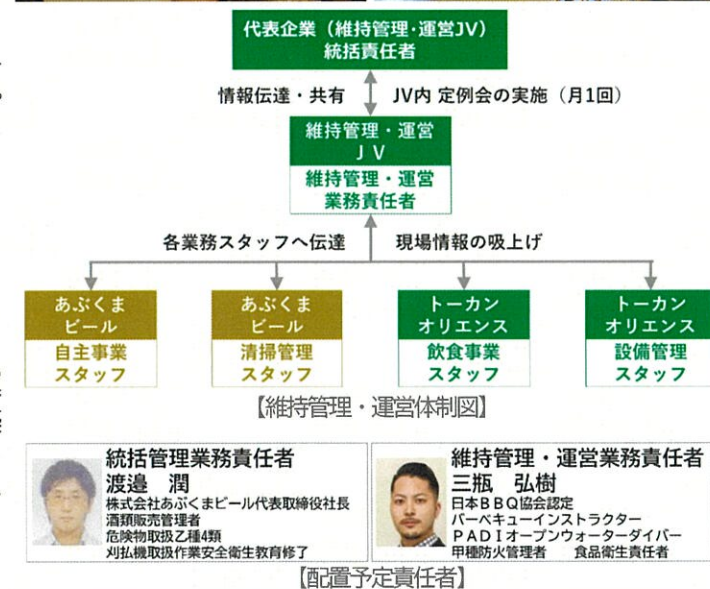 代表企業（維持管理・運営JV）
統括責任者
情報伝達・共有　JV内 定例会の実施（月1回）
維持管理・運営
ＪＶ
維持管理・運営
業務責任者
各業務スタッフへ伝達　現場情報の吸上げ
あぶくま
ビール
自主事業
スタッフ
あぶくま
ビール
清掃管理
スタッフ
トーカン
オリエンス
飲食事業
スタッフ
トーカン
オリエンス
設備管理
スタッフ
【維持管理・運営体制図】
統括管理業務責任者
渡邉　潤
株式会社あぶくまビール代表取締役社長
酒類販売管理者
危険物取扱乙種4類
刈払機取扱作業安全衛生教育修了
維持管理・運営業務責任者
三瓶　弘樹
日本ＢＢＱ協会認定
バーベキューインストラクター
ＰＡＤＩオープンウォーターダイバー
甲種防火管理者　食品衛生責任者
【配置予定責任者】